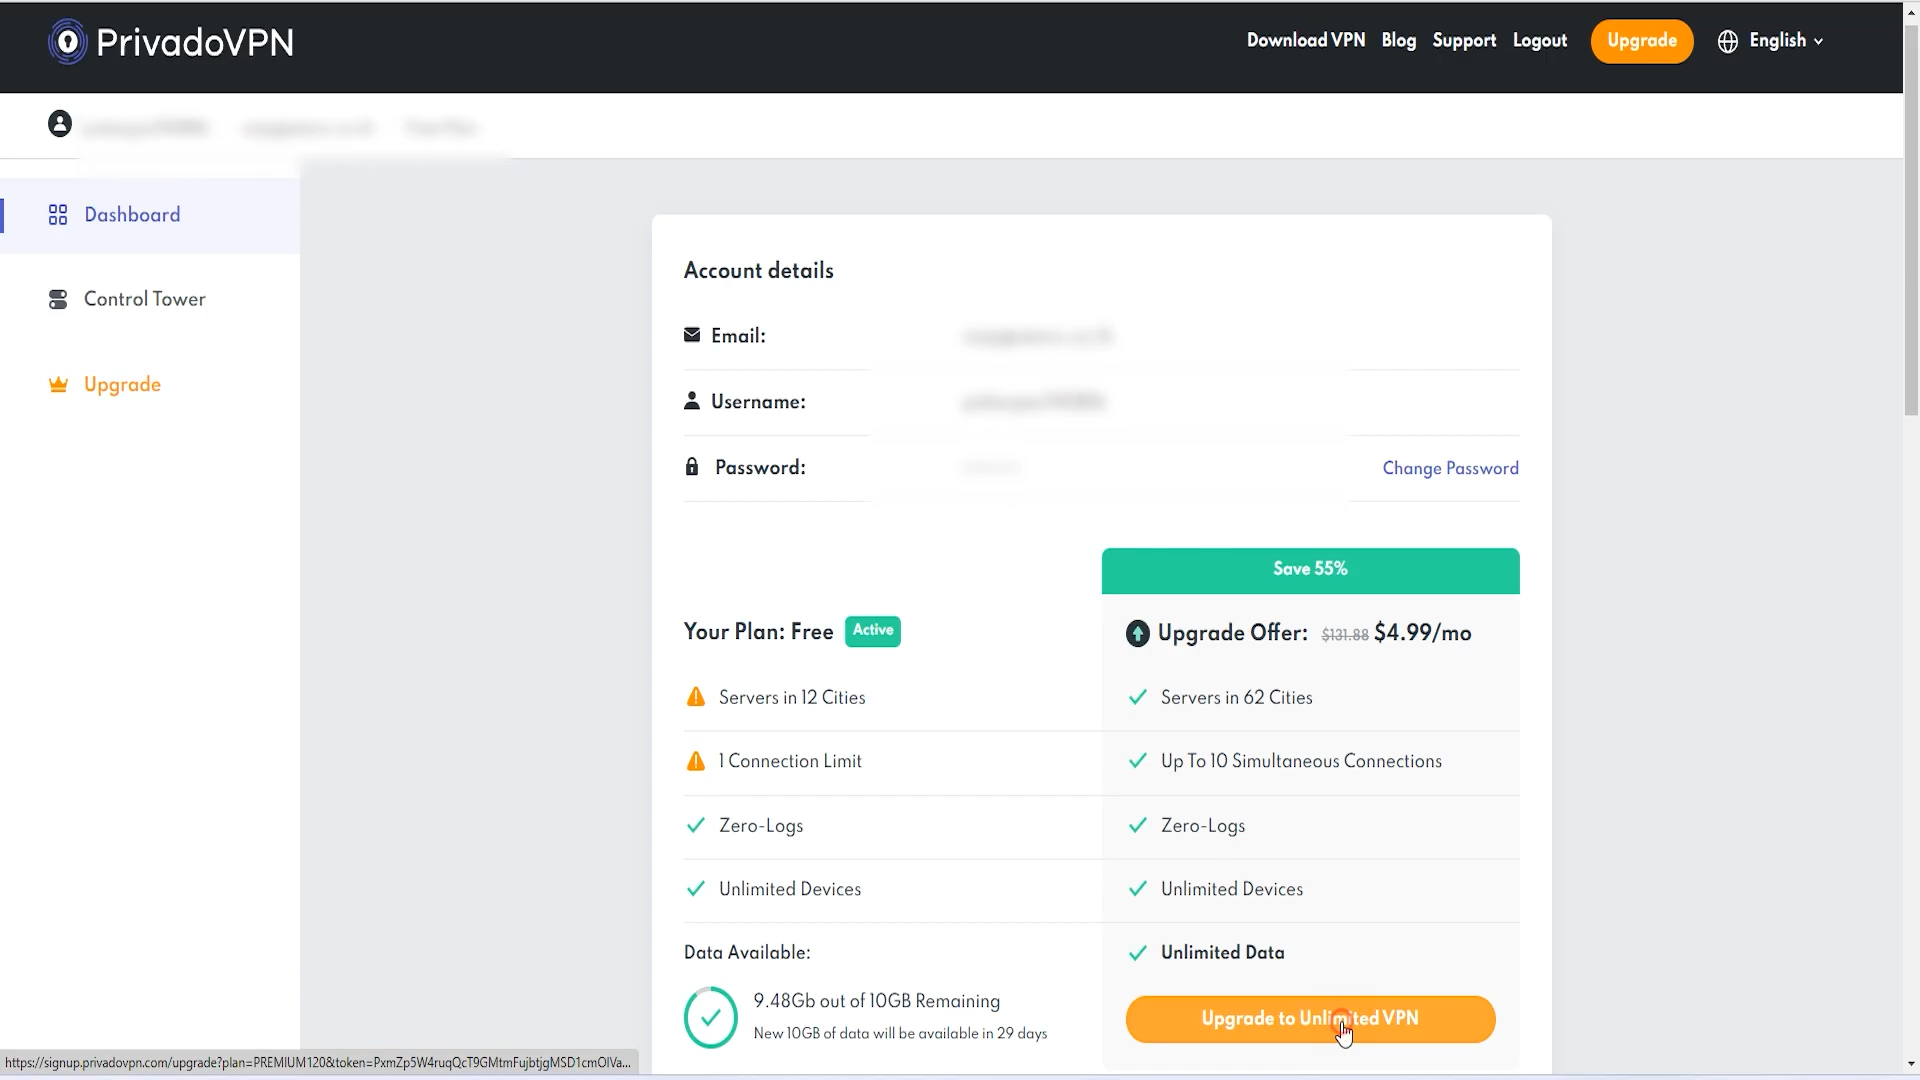 PrivadoVPN
Download VPN Blog Support Logout Upgrade English
Dashboard
Control Tower
Upgrade
Account details
Email:
Username:
Password:
Change Password
Save 55%
Your Plan: Free Active
Upgrade Offer: $131.88 $4.99/mo
Servers in 12 Cities
Servers in 62 Cities
1 Connection Limit
Up To 10 Simultaneous Connections
Zero-Logs
Zero-Logs
Unlimited Devices
Unlimited Devices
Data Available:
Unlimited Data
9.48Gb out of 10GB Remaining
New 10GB of data will be available in 29 days
Upgrade to Unlimited VPN
https://signup.privadovpn.com/upgrade?plan=PREMIUM120&token=PxmZp5W4ruqQcT9GMtmFujbtjgMSD1cmOlVa...